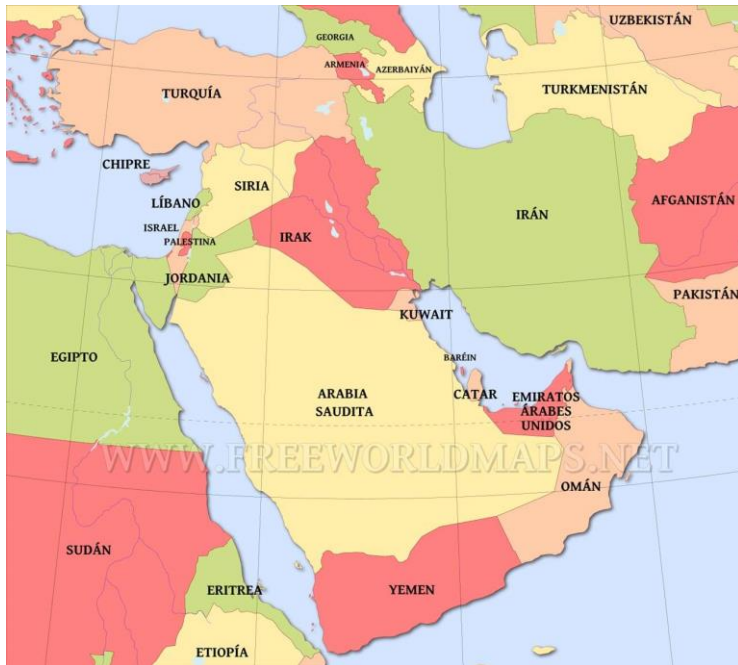 UZBEKISTÁN
GEORGIA
ARMENIA
AZERBAIYÁN
TURQUÍA
TURKMENISTÁN
CHIPRE
SIRIA
LÍBANO
AFGANISTÁN
IRÁN
ISRAEL
PALESTINA
IRAK
JORDANIA
PAKISTÁN
KUWAIT
EGIPTO
BARÉIN
ARABIA
SAUDITA
CATAR
EMIRATOS
ÁRABES
UNIDOS
WWW.FREEWORLDMAPS.NET
OMÁN
SUDÁN
ERITREA
YEMEN
ETIOPÍA